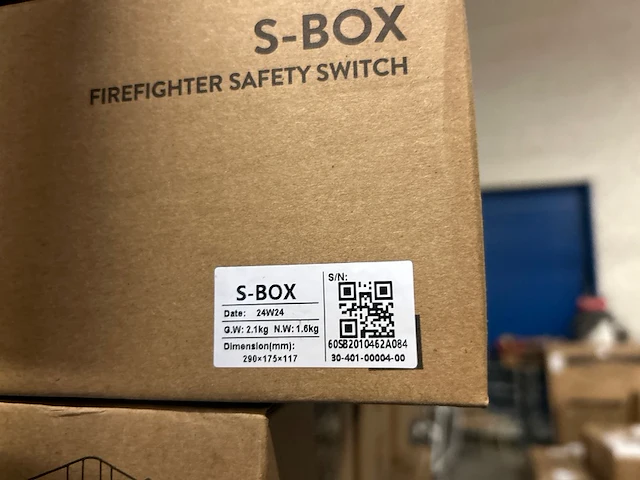 S-BOX
FIREFIGHTER SAFETY SWITCH
S-BOX
Date: 24W24
G.W: 2.1kg N.W: 1.6kg
Dimension(mm):
290×175×117
S/N:
60SB2010462A084
30-401-00004-00